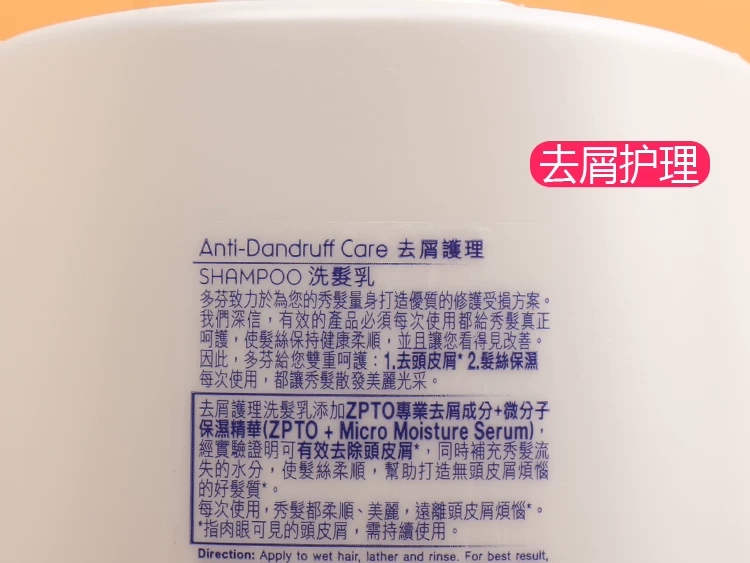 去屑护理
Anti-Dandruff Care 去屑護理
SHAMPOO 洗髮乳
多芬致力於為您的秀髮量身打造優質的修護受損方案。
我們深信，有效的產品必須每次使用都給秀髮真正
呵護，使髮絲保持健康柔順，並且讓您看得見改善。
因此，多芬給您雙重呵護：1.去頭皮屑* 2.髮絲保濕
每次使用，都讓秀髮散發美麗光采。
去屑護理洗髮乳添加ZPTO專業去屑成分+微分子
保濕精華(ZPTO + Micro Moisture Serum)，
經實驗證明可有效去除頭皮屑*，同時補充秀髮流
失的水分，使髮絲柔順，幫助打造無頭皮屑煩惱
的好髮質*。
每次使用，秀髮都柔順、美麗，遠離頭皮屑煩惱*。
*指肉眼可見的頭皮屑，需持續使用。
Direction: Apply to wet hair, lather and rinse. For best result,